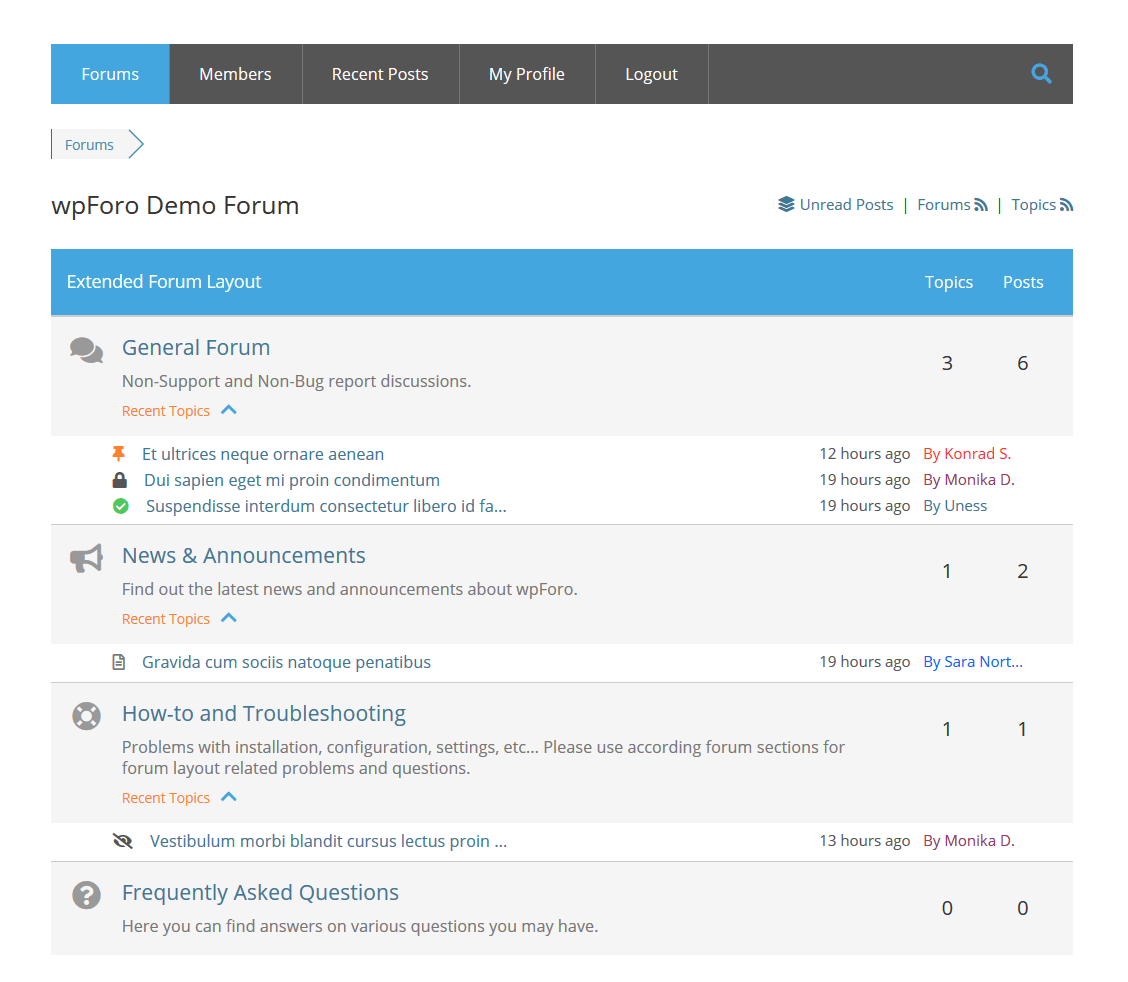 Forums Members Recent Posts My Profile Logout
Forums
wpForo Demo Forum Unread Posts | Forums | Topics
Extended Forum Layout Topics Posts
General Forum 3 6
Non-Support and Non-Bug report discussions.
Recent Topics
Et ultrices neque ornare aenean 12 hours ago By Konrad S.
Dui sapien eget mi proin condimentum 19 hours ago By Monika D.
Suspendisse interdum consectetur libero id fa... 19 hours ago By Uness
News & Announcements 1 2
Find out the latest news and announcements about wpForo.
Recent Topics
Gravida cum sociis natoque penatibus 19 hours ago By Sara Nort...
How-to and Troubleshooting 1 1
Problems with installation, configuration, settings, etc... Please use according forum sections for
forum layout related problems and questions.
Recent Topics
Vestibulum morbi blandit cursus lectus proin ... 13 hours ago By Monika D.
Frequently Asked Questions 0 0
Here you can find answers on various questions you may have.